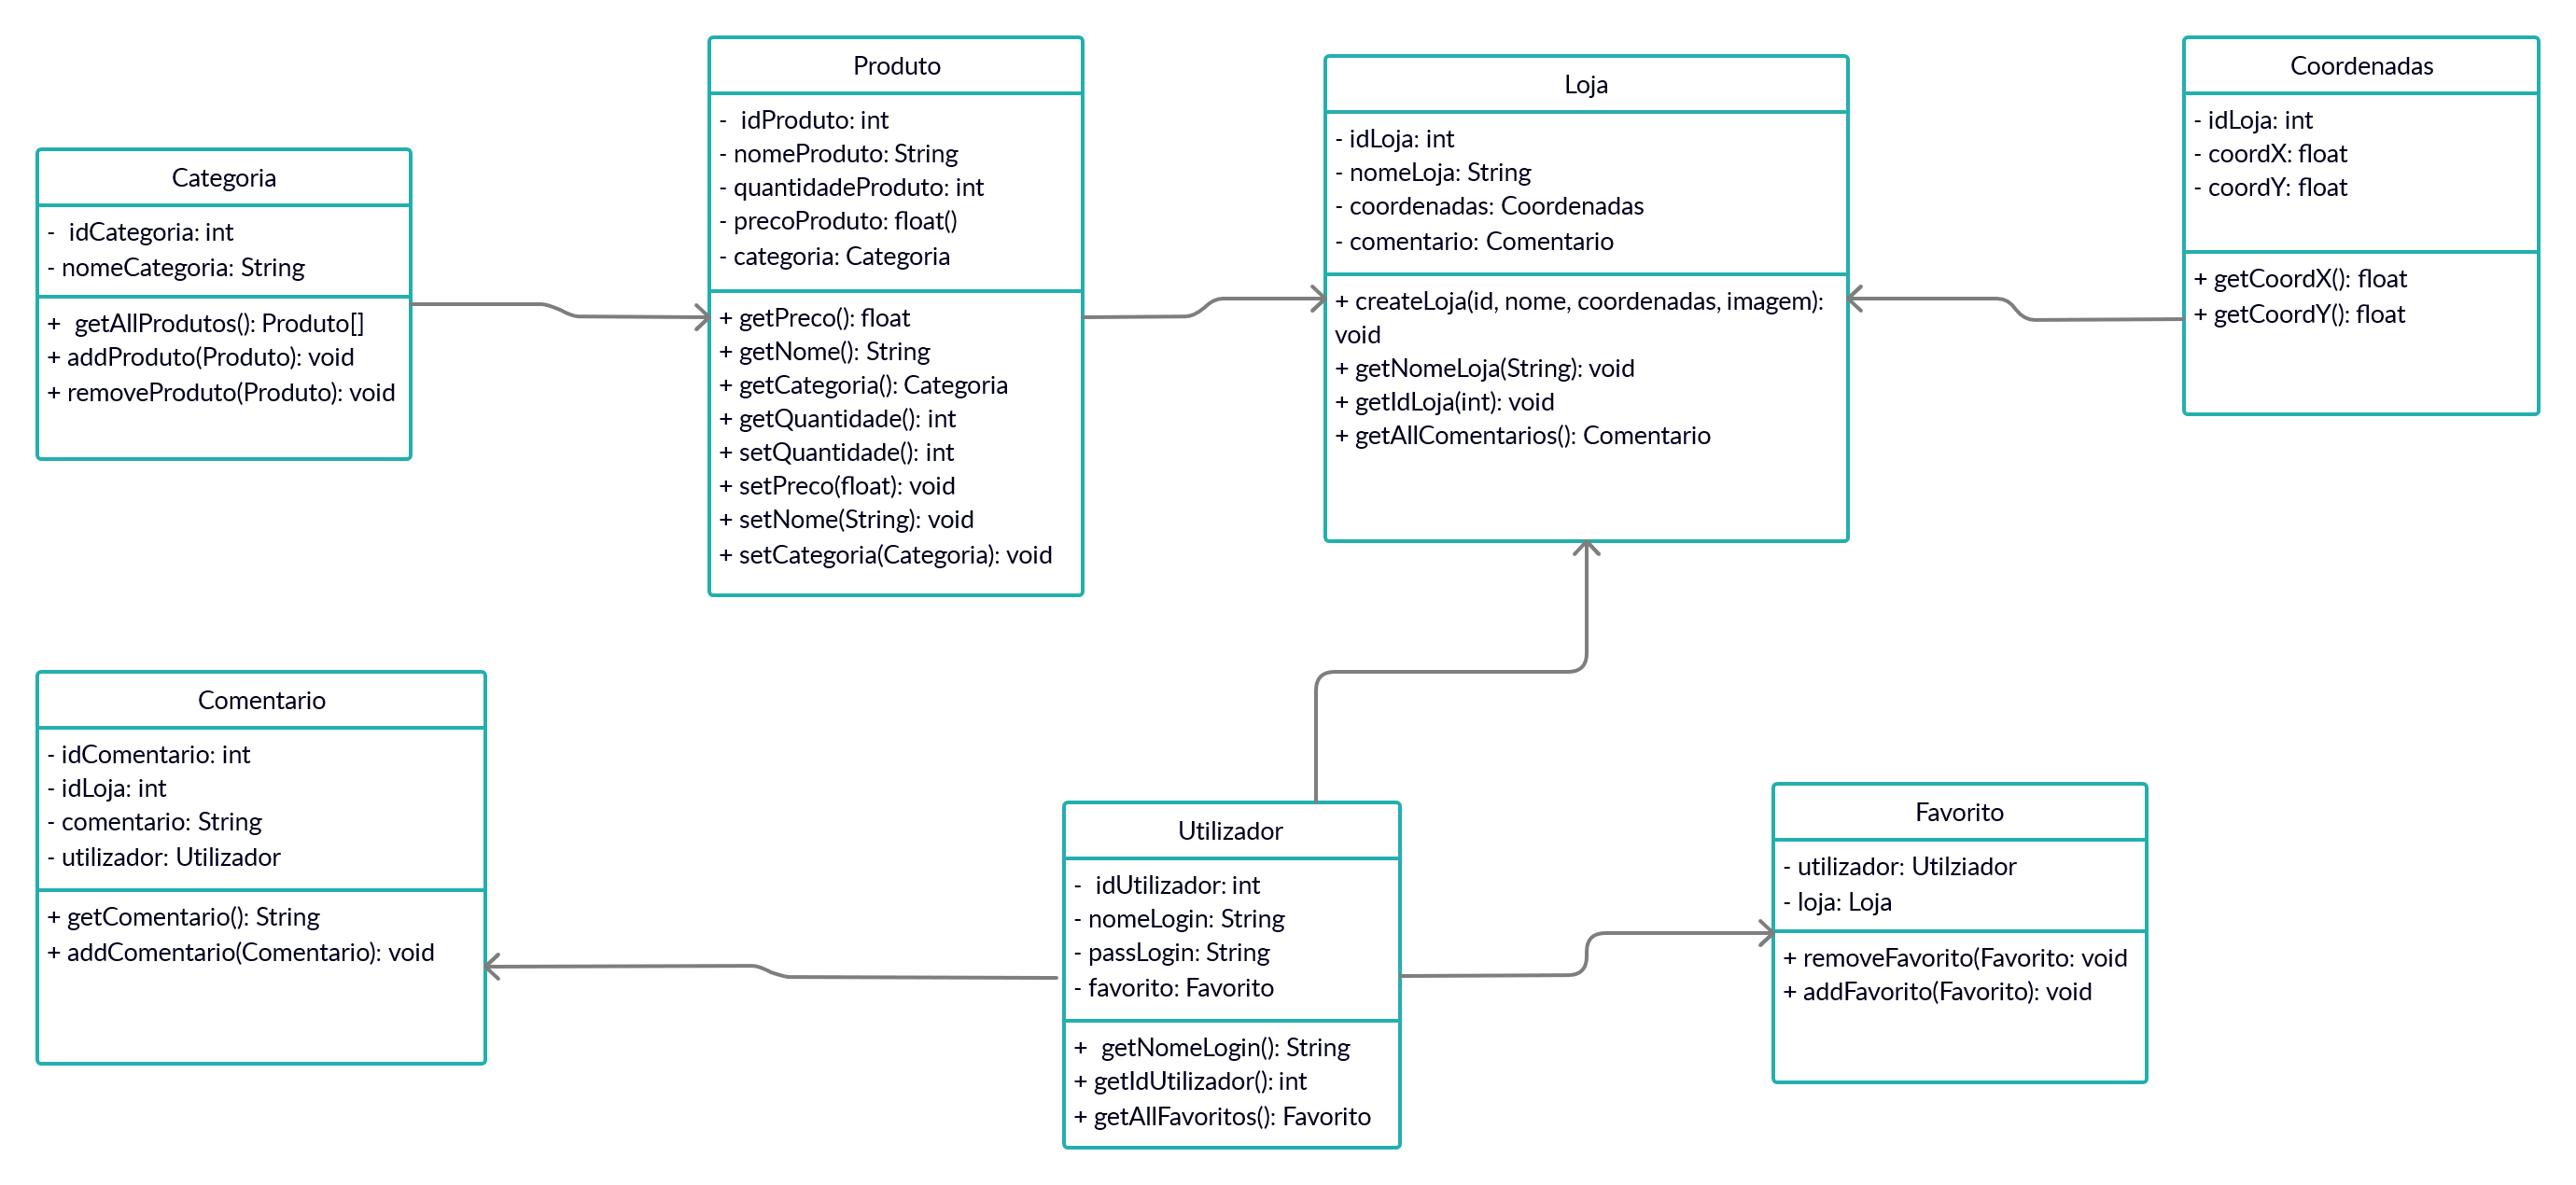 Categoria
-  idCategoria: int
- nomeCategoria: String
+  getAllProdutos(): Produto[]
+ addProduto(Produto): void
+ removeProduto(Produto): void
Produto
-  idProduto: int
- nomeProduto: String
- quantidadeProduto: int
- precoProduto: float()
- categoria: Categoria
+ getPreco(): float
+ getNome(): String
+ getCategoria(): Categoria
+ getQuantidade(): int
+ setQuantidade(): int
+ setPreco(float): void
+ setNome(String): void
+ setCategoria(Categoria): void
Loja
- idLoja: int
- nomeLoja: String
- coordenadas: Coordenadas
- comentario: Comentario
+ createLoja(id, nome, coordenadas, imagem):
void
+ getNomeLoja(String): void
+ getIdLoja(int): void
+ getAllComentarios(): Comentario
Coordenadas
- idLoja: int
- coordX: float
- coordY: float
+ getCoordX(): float
+ getCoordY(): float
Comentario
- idComentario: int
- idLoja: int
- comentario: String
- utilizador: Utilizador
+ getComentario(): String
+ addComentario(Comentario): void
Utilizador
-  idUtilizador: int
- nomeLogin: String
- passLogin: String
- favorito: Favorito
+  getNomeLogin(): String
+ getIdUtilizador(): int
+ getAllFavoritos(): Favorito
Favorito
- utilizador: Utilziador
- loja: Loja
+ removeFavorito(Favorito: void
+ addFavorito(Favorito): void